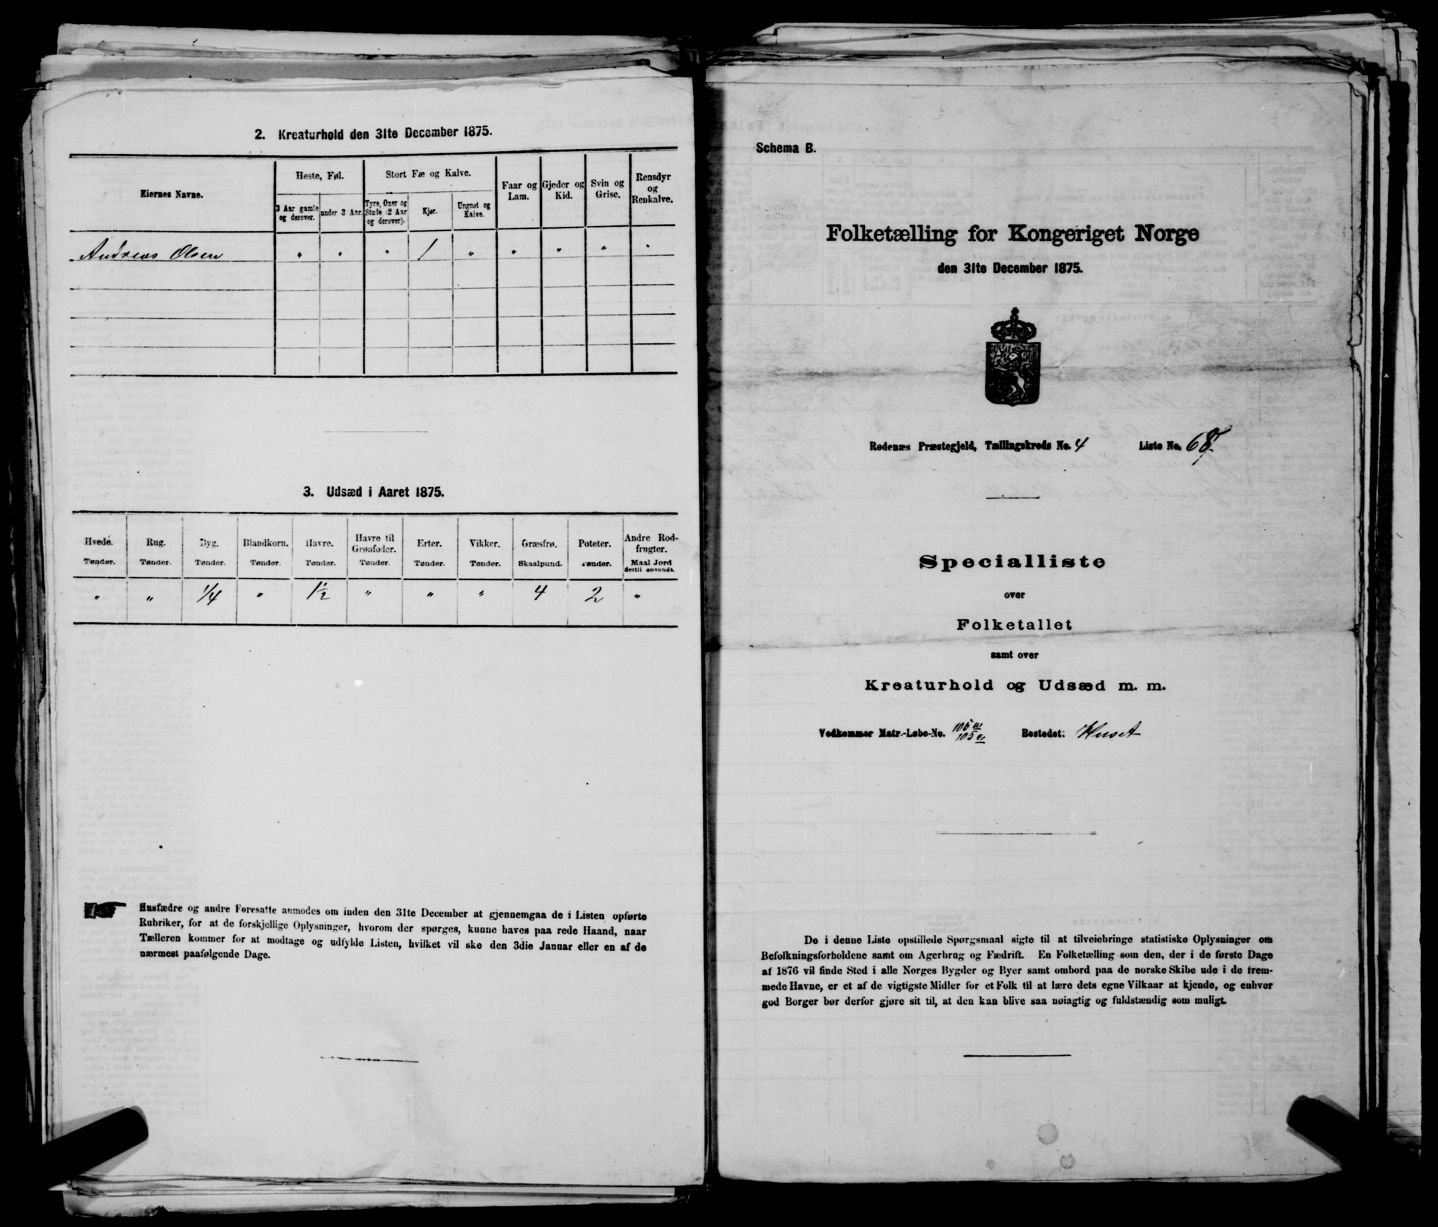 2. Kreaturhold den 31te December 1875.
Eiernes Navne.
Heste, Føl.
Stort Fæ og Kalve.
Faar og Lam.
Gjeder og Kid.
Svin og Grise.
Rensdyr og Renkalve.
3 Aar gamle og derover.
under 3 Aar.
Tyre, Oxer og Stude (2 Aar og derover).
Kjør.
Ungnøt og Kalve.
Andreas Olsen " " " 1 " " " " "
3. Udsæd i Aaret 1875.
Hvede. Rug. Byg. Blandkorn. Havre. Havre til Grønfoder. Erter. Vikker. Græsfrø. Poteter. Andre Rodfrugter.
Tønder. Tønder. Tønder. Tønder. Tønder. Tønder. Tønder. Tønder. Skaalpund. Tønder. Maal Jord dertil anvendt.
" " 1/4 " 1½ " " " 4 2 "
Husfædre og andre Foresatte anmodes om inden den 31te December at gjennemgaa de i Listen opførte
Rubriker, for at de forskjellige Oplysninger, hvorom der spørges, kunne haves paa rede Haand, naar
Tælleren kommer for at modtage og udfylde Listen, hvilket vil ske den 3die Januar eller en af de
nærmest paafølgende Dage.
Schema B.
Folketælling for Kongeriget Norge
den 31te December 1875.
Rødenæs Præstegjeld, Tællingskreds No. 4 Liste No.
Specialliste
over
Folketallet
samt over
Kreaturhold og Udsæd m. m.
Vedkommer Matr.-Løbe-No. Bostedet: Huset
De i denne Liste opstillede Spørgsmaal sigte til at tilveiebringe statistiske Oplysninger om
Befolkningsforholdene samt om Agerbrug og Fædrift. En Folketælling som den, der i de første Dage
af 1876 vil finde Sted i alle Norges Bygder og Byer samt ombord paa de norske Skibe ude i de frem-
mede Havne, er et af de vigtigste Midler for et Folk til at lære dets egne Vilkaar at kjende, og enhver
god Borger bør derfor gjøre sit til, at den kan blive saa nøiagtig og fuldstændig som muligt.